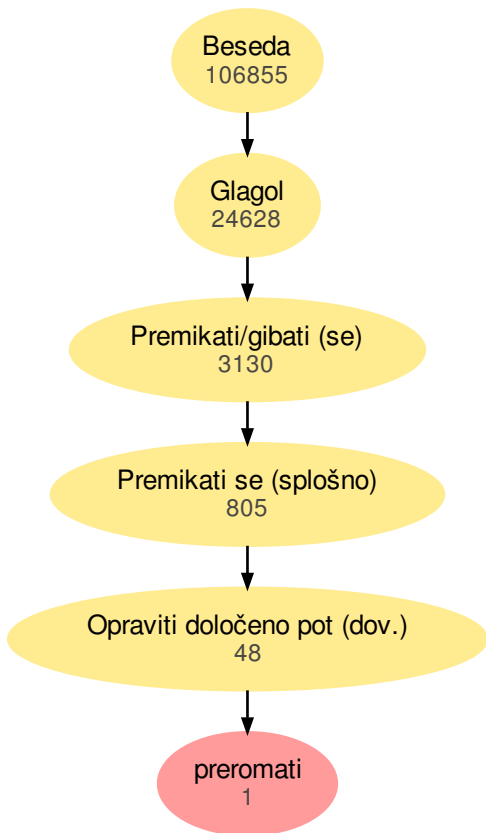 Beseda
106855
Glagol
24628
Premikati/gibati (se)
3130
Premikati se (splošno)
805
Opraviti določeno pot (dov.)
48
preromati
1